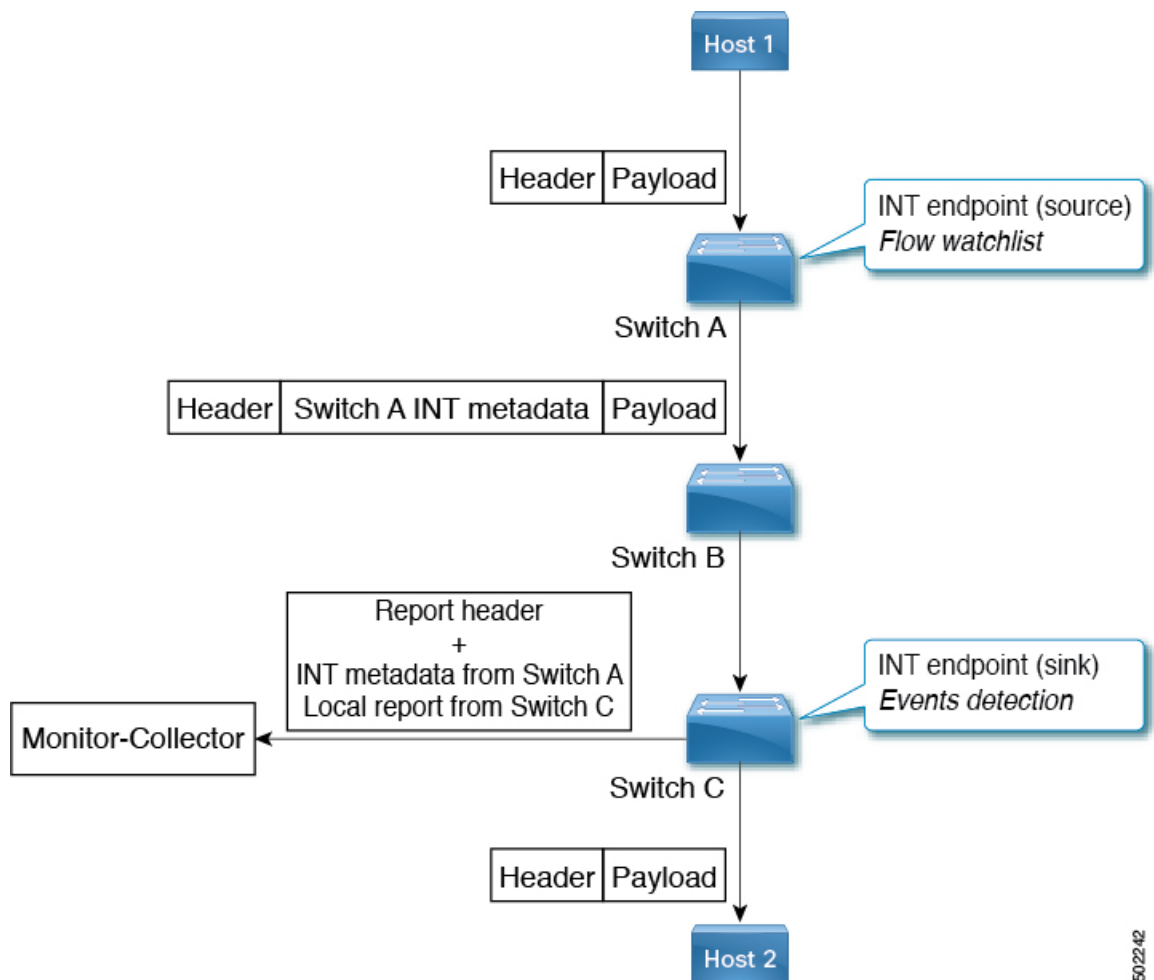 Host 1
Header Payload
INT endpoint (source)
Flow watchlist
Switch A
Header Switch A INT metadata Payload
Switch B
Report header
+
INT metadata from Switch A
Local report from Switch C
INT endpoint (sink)
Events detection
Monitor-Collector
Switch C
Header Payload
Host 2
502242